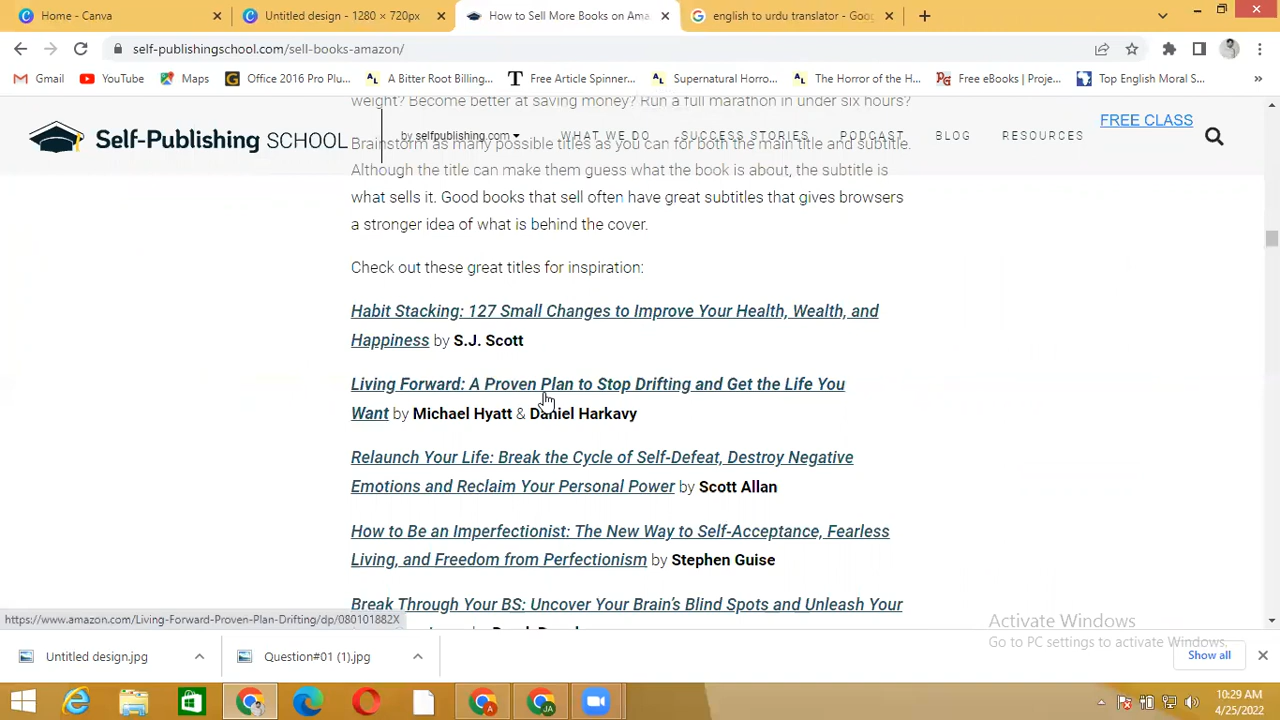 Home - Canva
Untitled design - 1280 × 720px
How to Sell More Books on Ama
english to urdu translator - Goo
self-publishingschool.com/sell-books-amazon/
Gmail
YouTube
Maps
Office 2016 Pro Plu...
A Bitter Root Billing...
Free Article Spinner...
Supernatural Horro...
The Horror of the H...
Free eBooks | Proje...
Top English Moral S...
weight? Become better at saving money? Run a full marathon in under six hours?
Self-Publishing SCHOOL
by selfpublishing.com
WHAT WE DO
SUCCESS STORIES
PODCAST
BLOG
RESOURCES
FREE CLASS
Brainstorm as many possible titles as you can for both the main title and subtitle.
Although the title can make them guess what the book is about, the subtitle is
what sells it. Good books that sell often have great subtitles that gives browsers
a stronger idea of what is behind the cover.
Check out these great titles for inspiration:
Habit Stacking: 127 Small Changes to Improve Your Health, Wealth, and
Happiness by S.J. Scott
Living Forward: A Proven Plan to Stop Drifting and Get the Life You
Want by Michael Hyatt & Daniel Harkavy
Relaunch Your Life: Break the Cycle of Self-Defeat, Destroy Negative
Emotions and Reclaim Your Personal Power by Scott Allan
How to Be an Imperfectionist: The New Way to Self-Acceptance, Fearless
Living, and Freedom from Perfectionism by Stephen Guise
Break Through Your BS: Uncover Your Brain's Blind Spots and Unleash Your
https://www.amazon.com/Living-Forward-Proven-Plan-Drifting/dp/080101882X
Activate Windows
Go to PC settings to activate Windows.
Untitled design.jpg
Question#01 (1).jpg
Show all
10:29 AM
4/25/2022